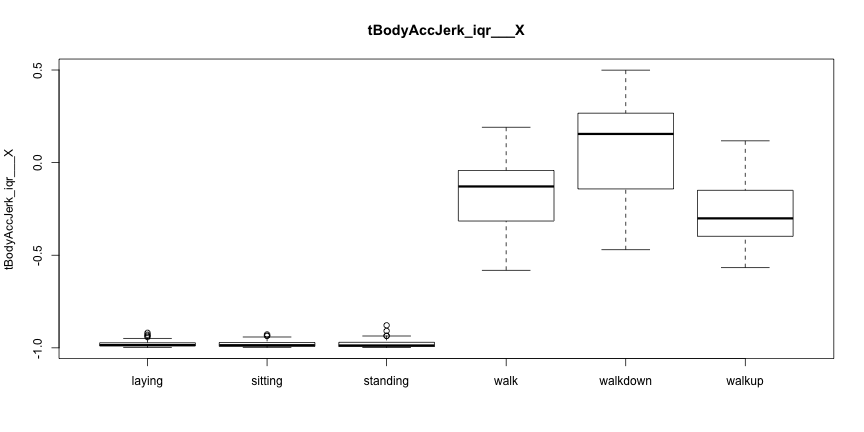 tBodyAccJerk_iqr___X
tBodyAccJerk_iqr___X
0.5
0.0
-0.5
-1.0
laying sitting standing walk walkdown walkup